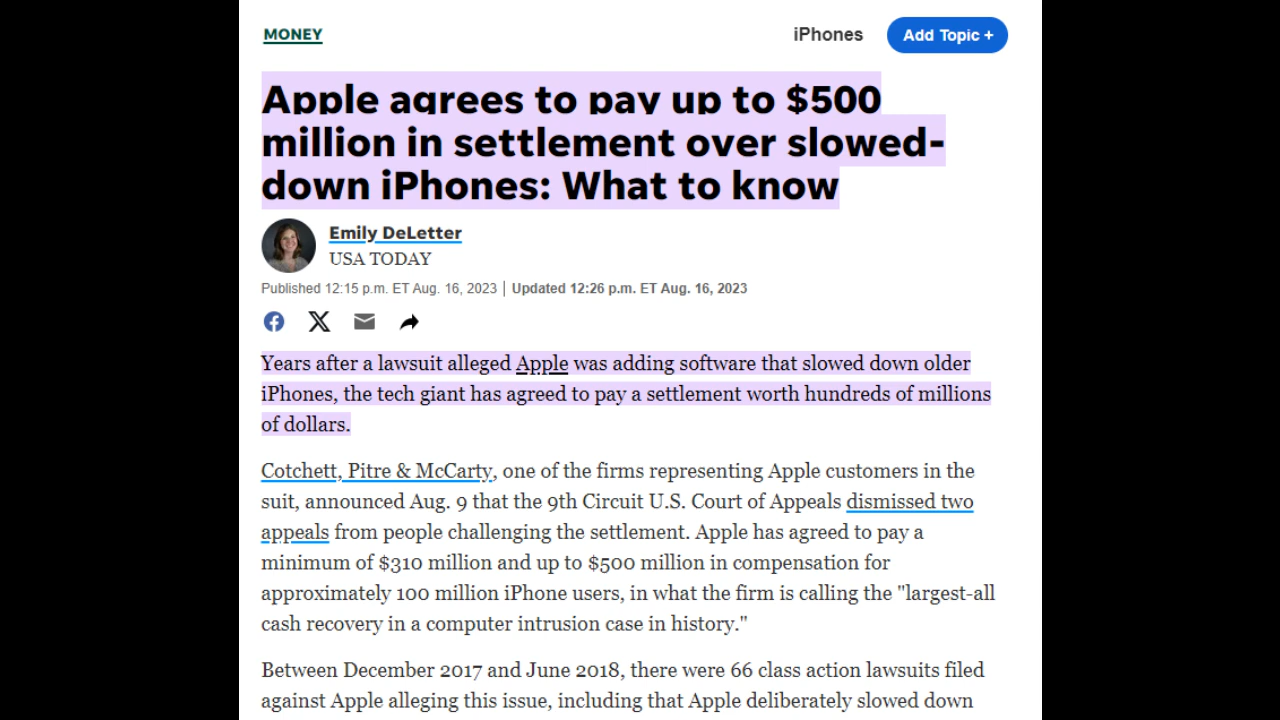 MONEY
iPhones
Add Topic +
Apple agrees to pay up to $500
million in settlement over slowed-
down iPhones: What to know
Emily DeLetter
USA TODAY
Published 12:15 p.m. ET Aug. 16, 2023 | Updated 12:26 p.m. ET Aug. 16, 2023
Years after a lawsuit alleged Apple was adding software that slowed down older
iPhones, the tech giant has agreed to pay a settlement worth hundreds of millions
of dollars.
Cotchett, Pitre & McCarty, one of the firms representing Apple customers in the
suit, announced Aug. 9 that the 9th Circuit U.S. Court of Appeals dismissed two
appeals from people challenging the settlement. Apple has agreed to pay a
minimum of $310 million and up to $500 million in compensation for
approximately 100 million iPhone users, in what the firm is calling the "largest-all
cash recovery in a computer intrusion case in history."
Between December 2017 and June 2018, there were 66 class action lawsuits filed
against Apple alleging this issue, including that Apple deliberately slowed down